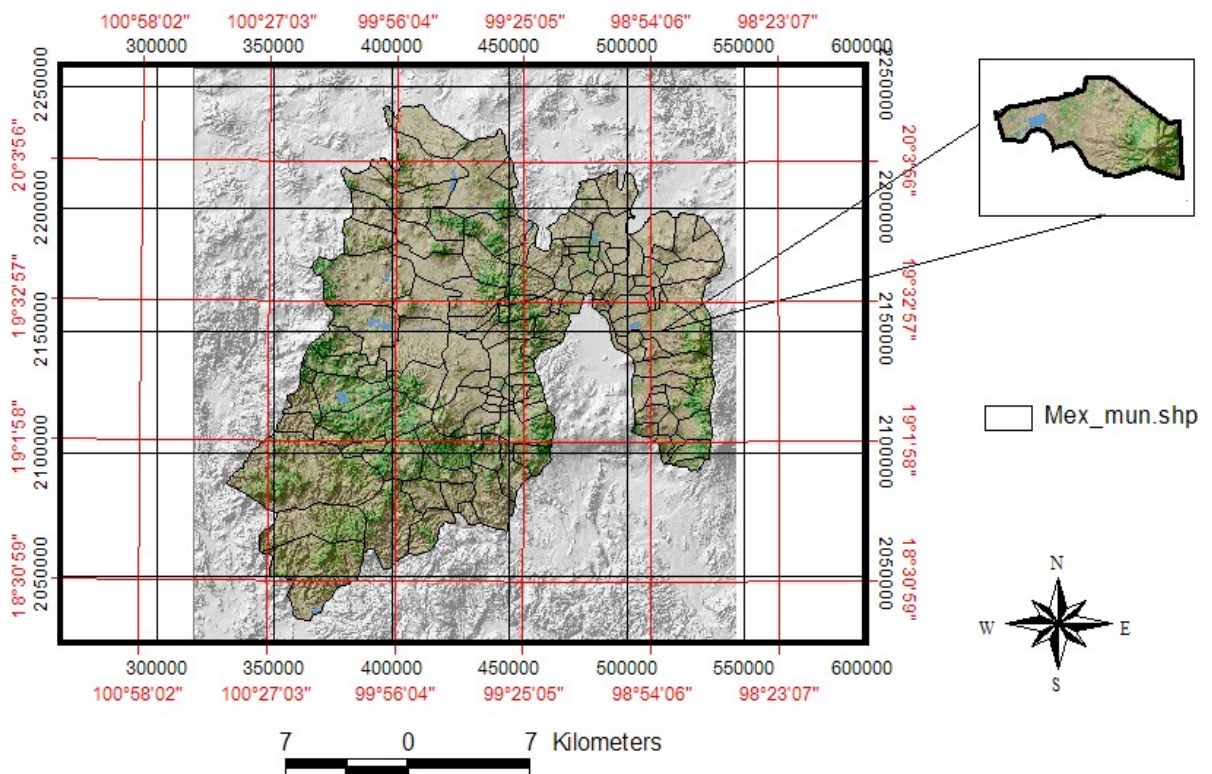 100°58'02" 100°27'03" 99°56'04" 99°25'05" 98°54'06" 98°23'07"
300000 350000 400000 450000 500000 550000 600000
2250000 2250000
20°3'56" 20°3'56"
2200000 2200000
19°32'57" 19°32'57"
2150000 2150000
Mex_mun.shp
19°1'58" 19°1'58"
2100000 2100000
18°30'59" 18°30'59"
2050000 2050000
N
W E
S
300000 350000 400000 450000 500000 550000 600000
100°58'02" 100°27'03" 99°56'04" 99°25'05" 98°54'06" 98°23'07"
7 0 7 Kilometers